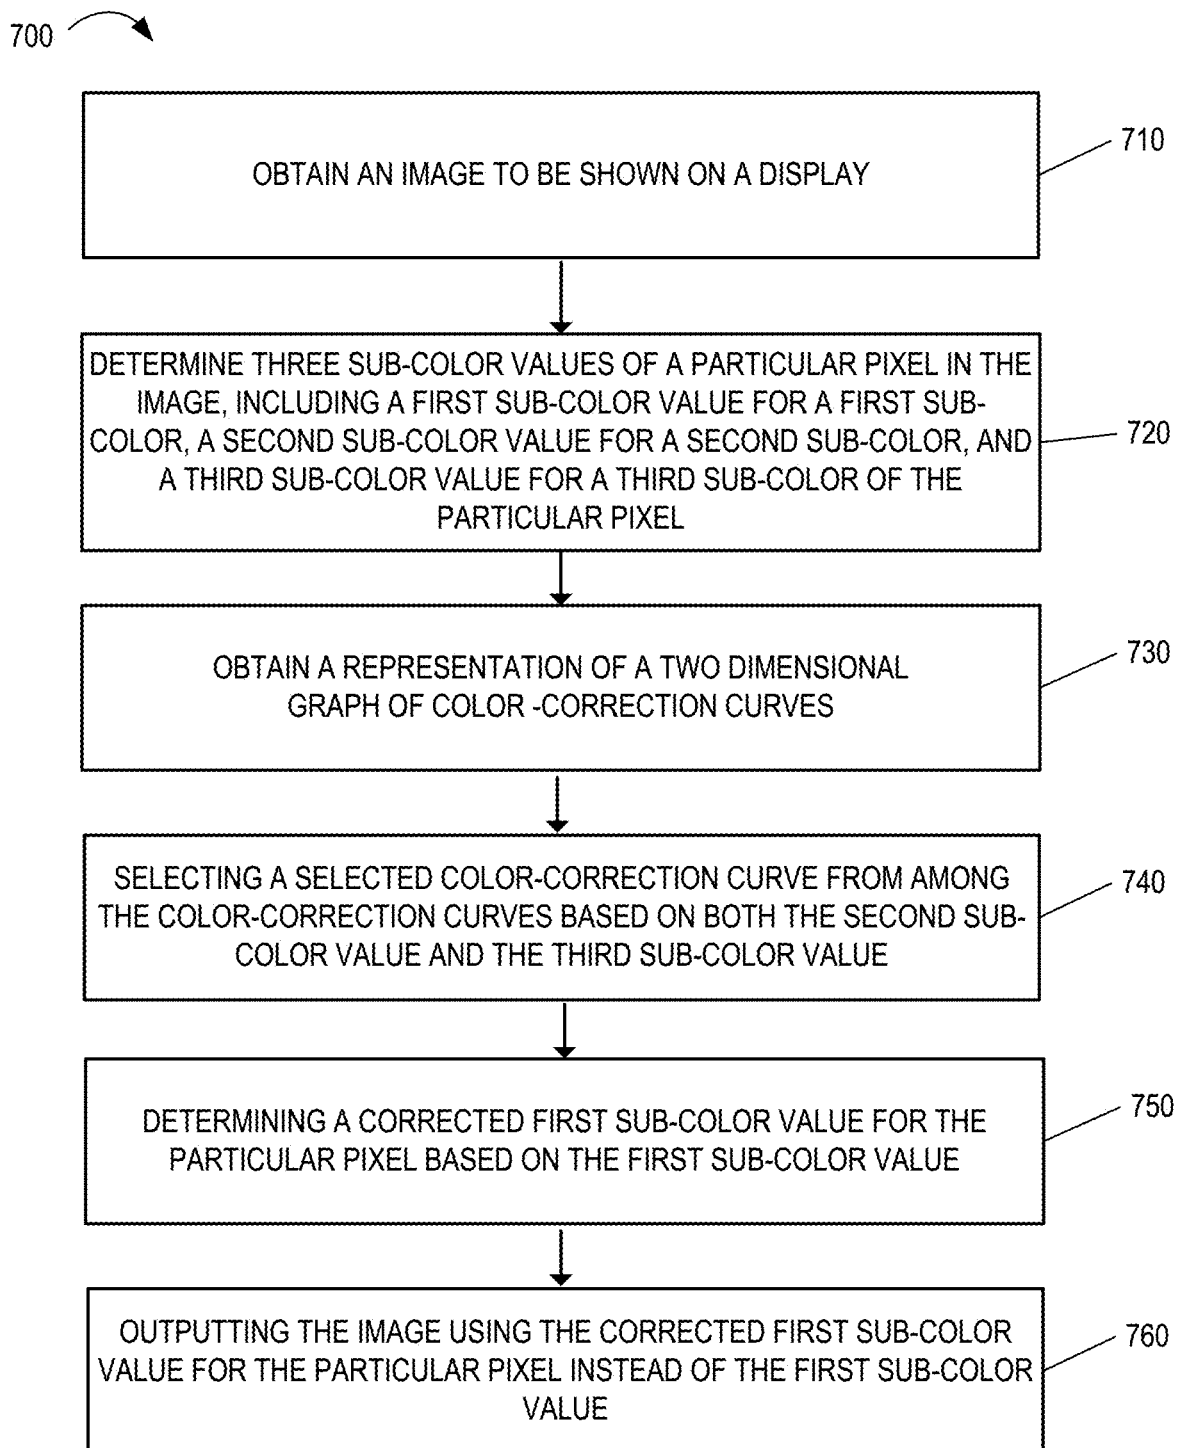 700
OBTAIN AN IMAGE TO BE SHOWN ON A DISPLAY
710
DETERMINE THREE SUB-COLOR VALUES OF A PARTICULAR PIXEL IN THE
IMAGE, INCLUDING A FIRST SUB-COLOR VALUE FOR A FIRST SUB-
COLOR, A SECOND SUB-COLOR VALUE FOR A SECOND SUB-COLOR, AND
A THIRD SUB-COLOR VALUE FOR A THIRD SUB-COLOR OF THE
PARTICULAR PIXEL
720
OBTAIN A REPRESENTATION OF A TWO DIMENSIONAL
GRAPH OF COLOR -CORRECTION CURVES
730
SELECTING A SELECTED COLOR-CORRECTION CURVE FROM AMONG
THE COLOR-CORRECTION CURVES BASED ON BOTH THE SECOND SUB-
COLOR VALUE AND THE THIRD SUB-COLOR VALUE
740
DETERMINING A CORRECTED FIRST SUB-COLOR VALUE FOR THE
PARTICULAR PIXEL BASED ON THE FIRST SUB-COLOR VALUE
750
OUTPUTTING THE IMAGE USING THE CORRECTED FIRST SUB-COLOR
VALUE FOR THE PARTICULAR PIXEL INSTEAD OF THE FIRST SUB-COLOR
VALUE
760